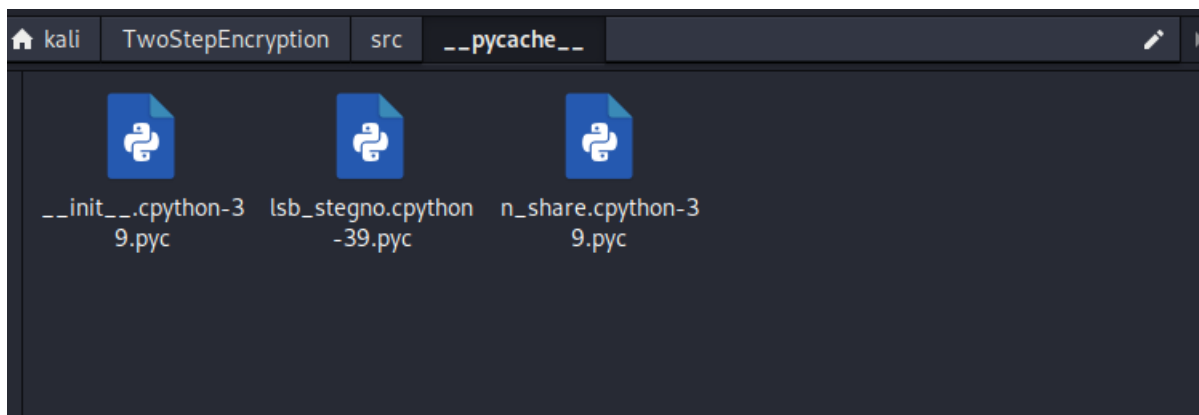 kali TwoStepEncryption src __pycache__
__init__.cpython-3 lsb_stegno.cpython n_share.cpython-3
9.pyc -39.pyc 9.pyc